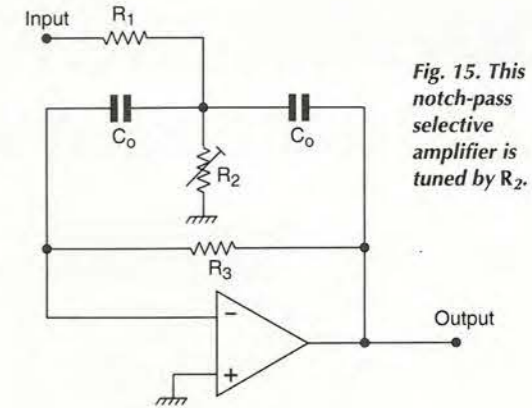 Input
R1
Fig. 15. This
notch-pass
selective
amplifier is
tuned by R2.
Co
Co
R2
R3
−
+
Output